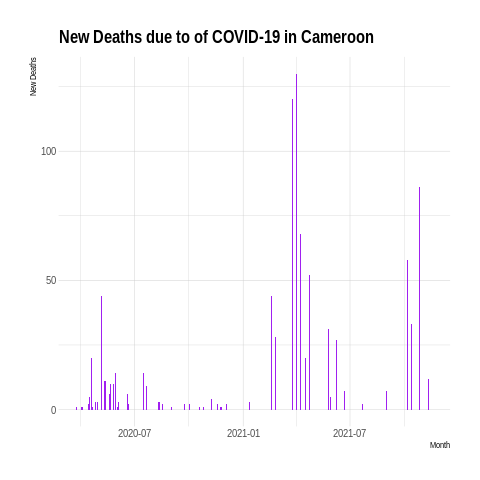 New Deaths due to of COVID-19 in Cameroon
New Deaths
100
50
0
2020-07
2021-01
2021-07
Month